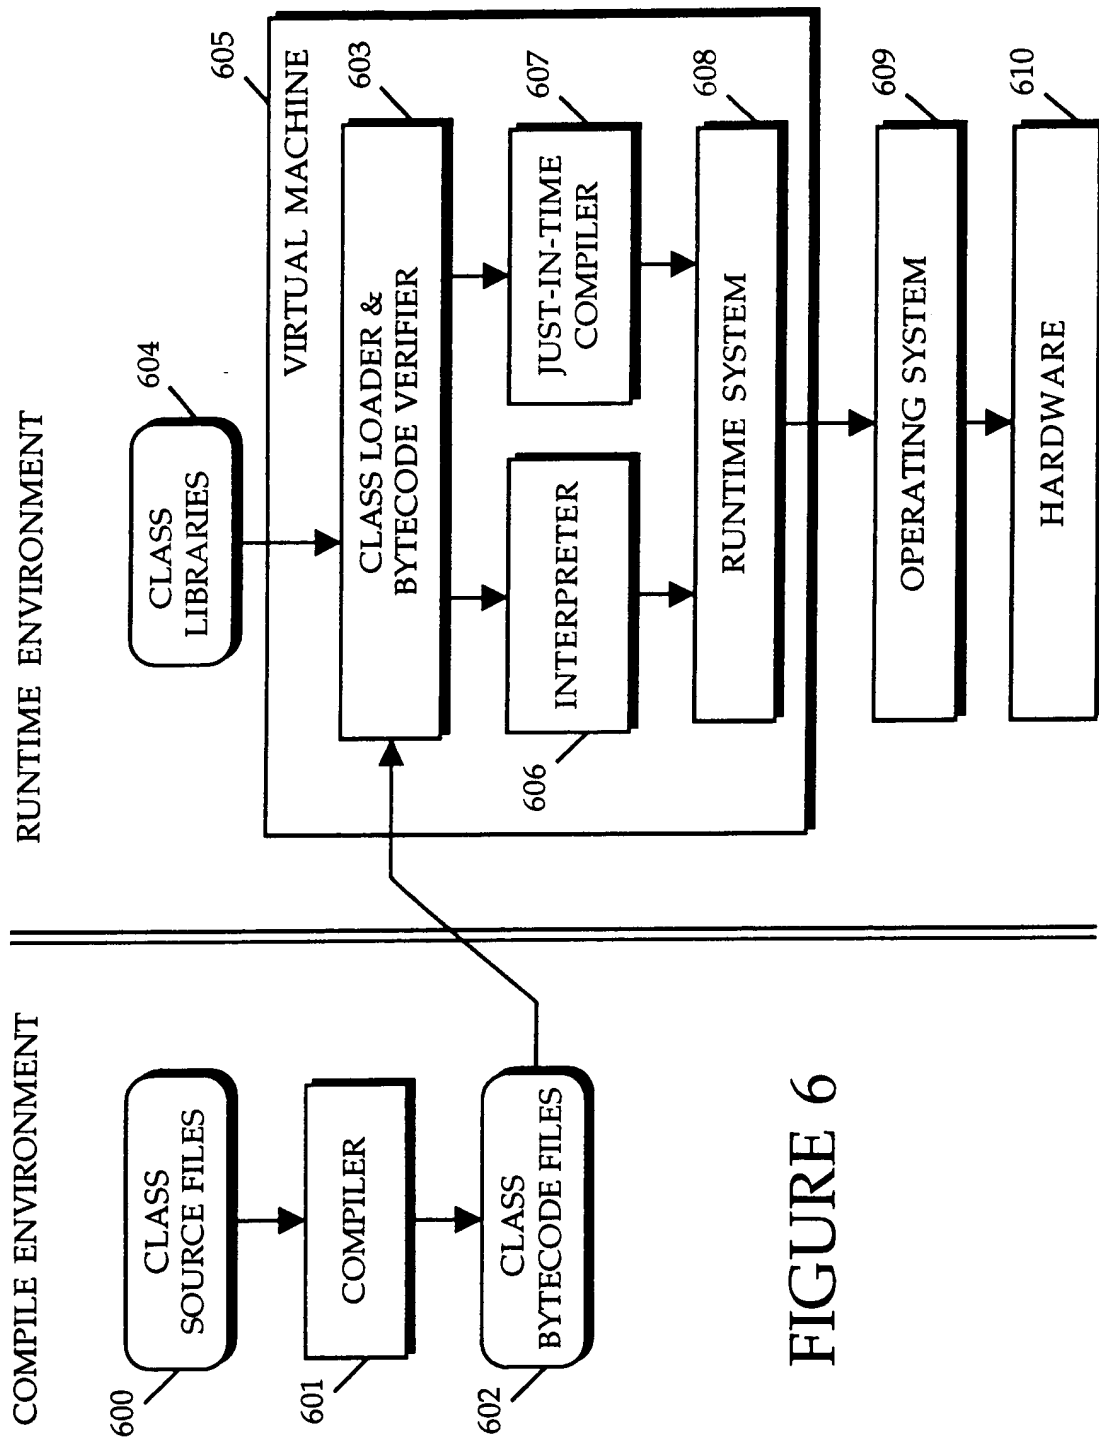 COMPILE ENVIRONMENT
600
CLASS
SOURCE FILES
601
COMPILER
602
CLASS
BYTECODE FILES
RUNTIME ENVIRONMENT
604
CLASS
LIBRARIES
605
VIRTUAL MACHINE
603
CLASS LOADER &
BYTECODE VERIFIER
606
INTERPRETER
607
JUST-IN-TIME
COMPILER
608
RUNTIME SYSTEM
609
OPERATING SYSTEM
610
HARDWARE
FIGURE 6